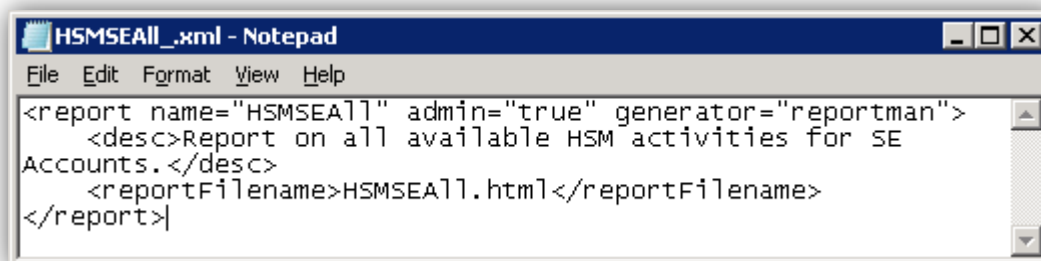 HSMSEAll_.xml - Notepad
File Edit Format View Help
<report name="HSMSEAll" admin="true" generator="reportman">
    <desc>Report on all available HSM activities for SE
Accounts.</desc>
    <reportFilename>HSMSEAll.html</reportFilename>
</report>